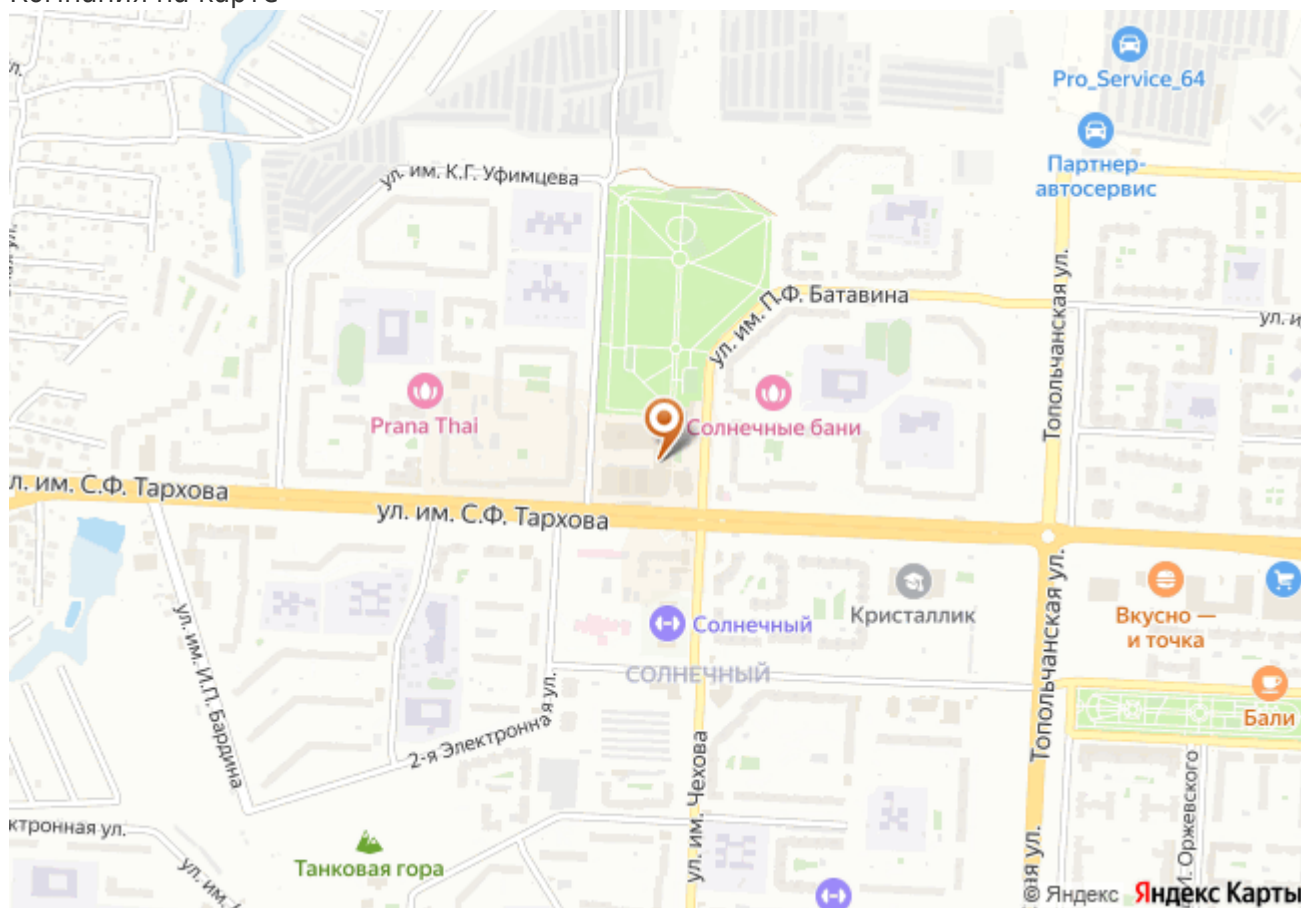 Компания на карте
Pro_Service_64
Партнер-
автосервис
л.
ул. им. К.Г. Уфимцева
ул. им. П.Ф. Батавина
Топольчанская ул.
ул. и
Prana Thai
Солнечные бани
л. им. С.Ф. Тархова
ул. им. С.Ф. Тархова
Кристаллик
Вкусно —
и точка
Солнечный
СОЛНЕЧНЫЙ
Топольчанская ул.
Бали
ул. им. И.П. Бардина
2-я Электронная ул.
ул. им. Чехова
И. Оржевского
ктронная ул.
ул. им.
Танковая гора
ая ул.
© Яндекс Яндекс Карты